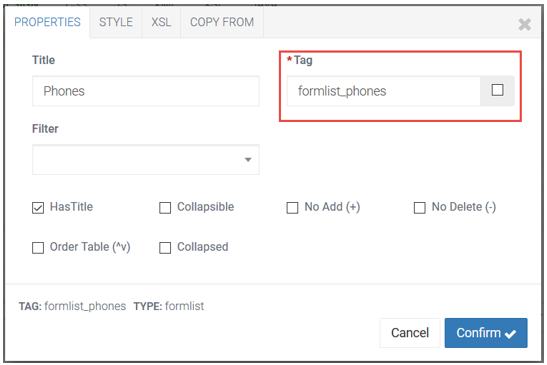 PROPERTIES STYLE XSL COPY FROM
Title
* Tag
Phones
formlist_phones
Filter
HasTitle
Collapsible
No Add (+)
No Delete (-)
Order Table (^v)
Collapsed
TAG: formlist_phones TYPE: formlist
Cancel
Confirm